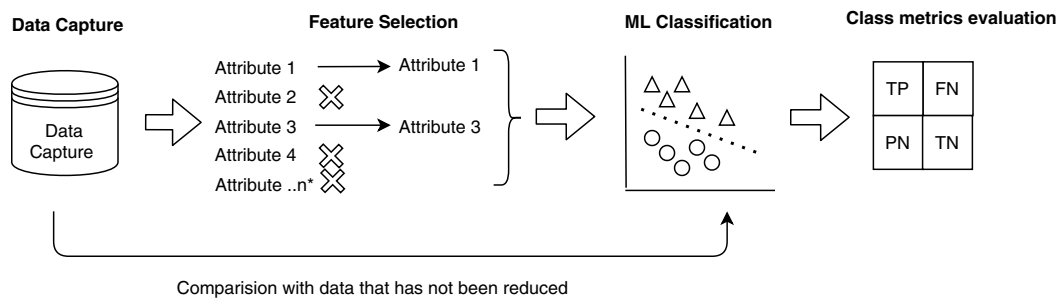 Data Capture
Feature Selection
ML Classification
Class metrics evaluation
Data
Capture
Attribute 1
Attribute 1
Attribute 2
Attribute 3
Attribute 3
Attribute 4
Attribute ..n*
TP
FN
PN
TN
Comparision with data that has not been reduced